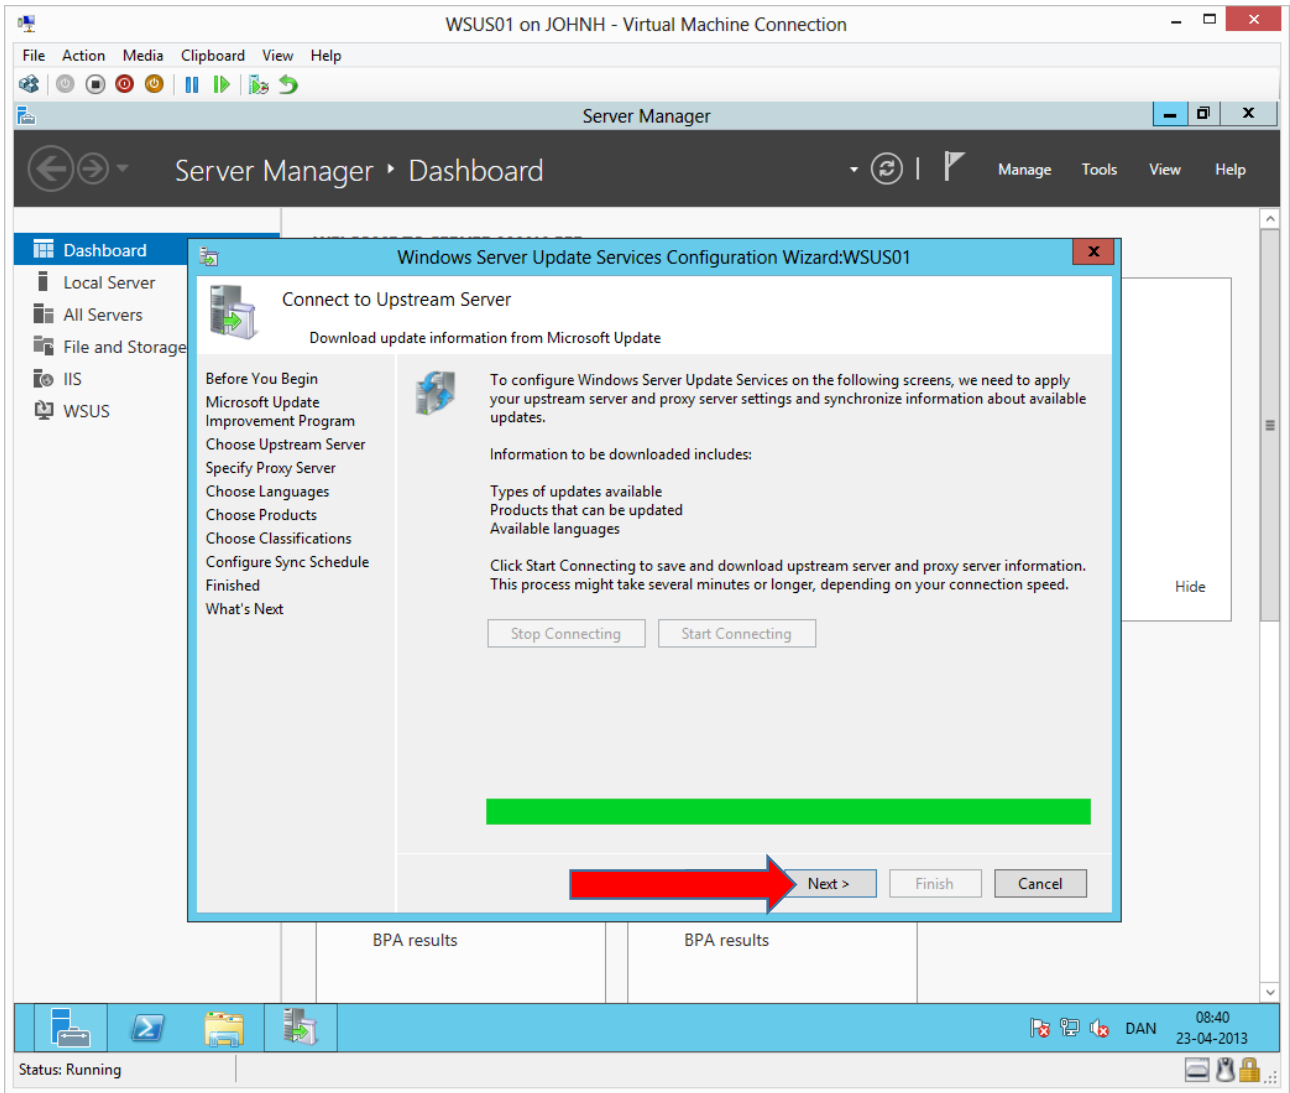 WSUS01 on JOHNH - Virtual Machine Connection
File Action Media Clipboard View Help
Server Manager
Server Manager Dashboard
Manage Tools View Help
Dashboard
Local Server
All Servers
File and Storage
IIS
WSUS
Windows Server Update Services Configuration Wizard:WSUS01
Connect to Upstream Server
Download update information from Microsoft Update
Before You Begin
Microsoft Update
Improvement Program
Choose Upstream Server
Specify Proxy Server
Choose Languages
Choose Products
Choose Classifications
Configure Sync Schedule
Finished
What's Next
To configure Windows Server Update Services on the following screens, we need to apply
your upstream server and proxy server settings and synchronize information about available
updates.
Information to be downloaded includes:
Types of updates available
Products that can be updated
Available languages
Click Start Connecting to save and download upstream server and proxy server information.
This process might take several minutes or longer, depending on your connection speed.
Stop Connecting Start Connecting
Next > Finish Cancel
Hide
BPA results BPA results
DAN
08:40
23-04-2013
Status: Running